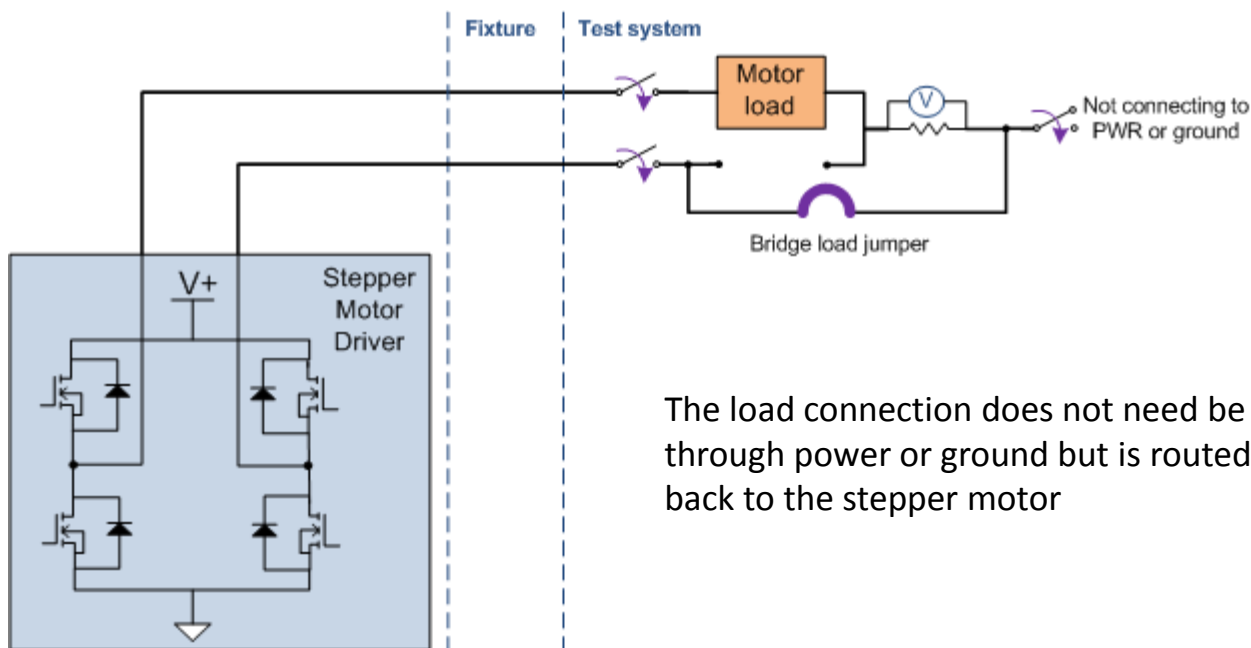 Fixture
Test system
Motor
load
V
Not connecting to
PWR or ground
Bridge load jumper
V+
Stepper
Motor
Driver
The load connection does not need be
through power or ground but is routed
back to the stepper motor